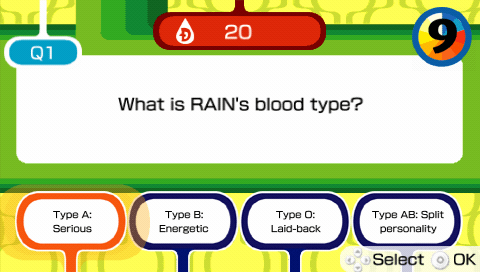 20
9
Q1
What is RAIN's blood type?
Type A:
Serious
Type B:
Energetic
Type O:
Laid-back
Type AB: Split
personality
Select OK